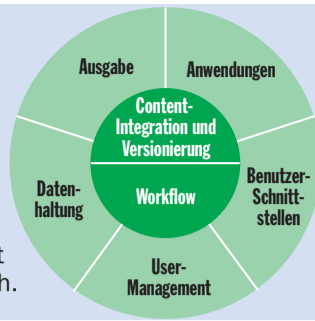 Ausgabe
Anwendungen
Content-
Integration und
Versionierung
Workflow
Daten-
haltung
Benutzer-
Schnitt-
stellen
User-
Management
t
h.